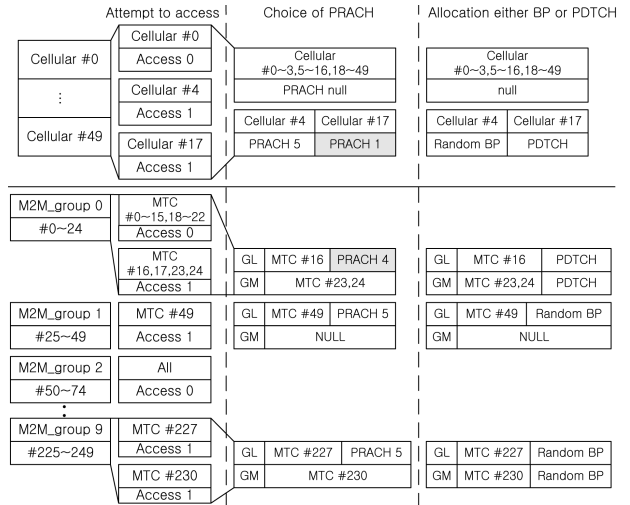 Attempt to access
Choice of PRACH
Allocation either BP or PDTCH
Cellular #0
⋮
Cellular #49
Cellular #0
Access 0
Cellular #4
Access 1
Cellular #17
Access 1
Cellular
#0~3,5~16,18~49
PRACH null
Cellular #4
Cellular #17
PRACH 5
PRACH 1
Cellular
#0~3,5~16,18~49
null
Cellular #4
Cellular #17
Random BP
PDTCH
M2M_group 0
#0~24
MTC
#0~15,18~22
Access 0
MTC
#16,17,23,24
Access 1
GL
MTC #16
PRACH 4
GM
MTC #23,24
GL
MTC #16
PDTCH
GM
MTC #23,24
PDTCH
M2M_group 1
#25~49
MTC #49
Access 1
GL
MTC #49
PRACH 5
GM
NULL
GL
MTC #49
Random BP
GM
NULL
M2M_group 2
#50~74
All
Access 0
M2M_group 9
#225~249
MTC #227
Access 1
MTC #230
Access 1
GL
MTC #227
PRACH 5
GM
MTC #230
GL
MTC #227
Random BP
GM
MTC #230
Random BP